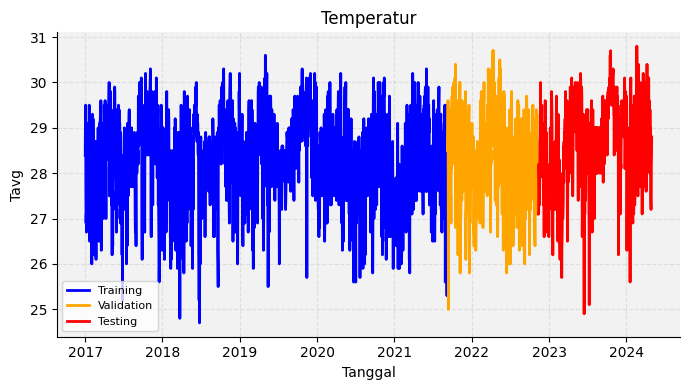 Temperatur
31
30
29
28
27
26
25
Tavg
Training
Validation
Testing
2017 2018 2019 2020 2021 2022 2023 2024
Tanggal